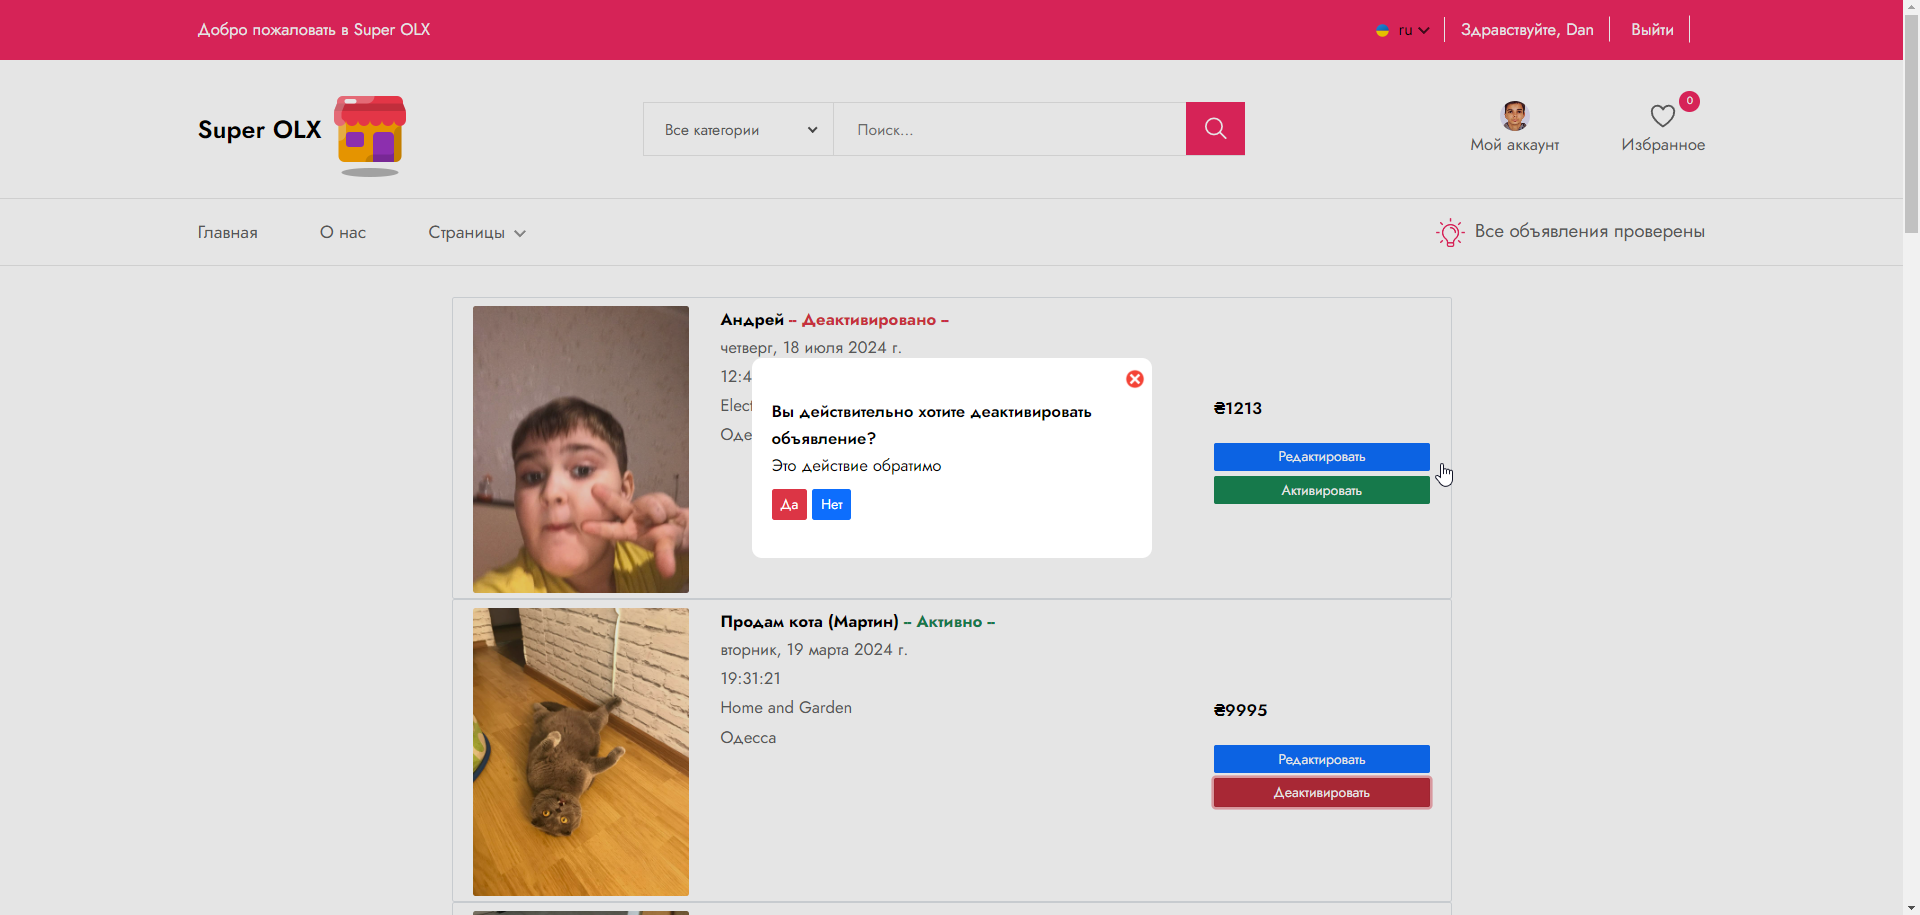 Добро пожаловать в Super OLX
ru
Здравствуйте, Dan
Выйти
Super OLX
Все категории
Поиск...
Мой аккаунт
0
Избранное
Главная
О нас
Страницы
Все объявления проверены
Андрей -- Деактивировано --
четверг, 18 июля 2024 г.
12:4
Elect
Оде
Вы действительно хотите деактивировать
объявление?
Это действие обратимо
Да
Нет
₴1213
Редактировать
Активировать
Продам кота (Мартин) -- Активно --
вторник, 19 марта 2024 г.
19:31:21
Home and Garden
Одесса
₴9995
Редактировать
Деактивировать